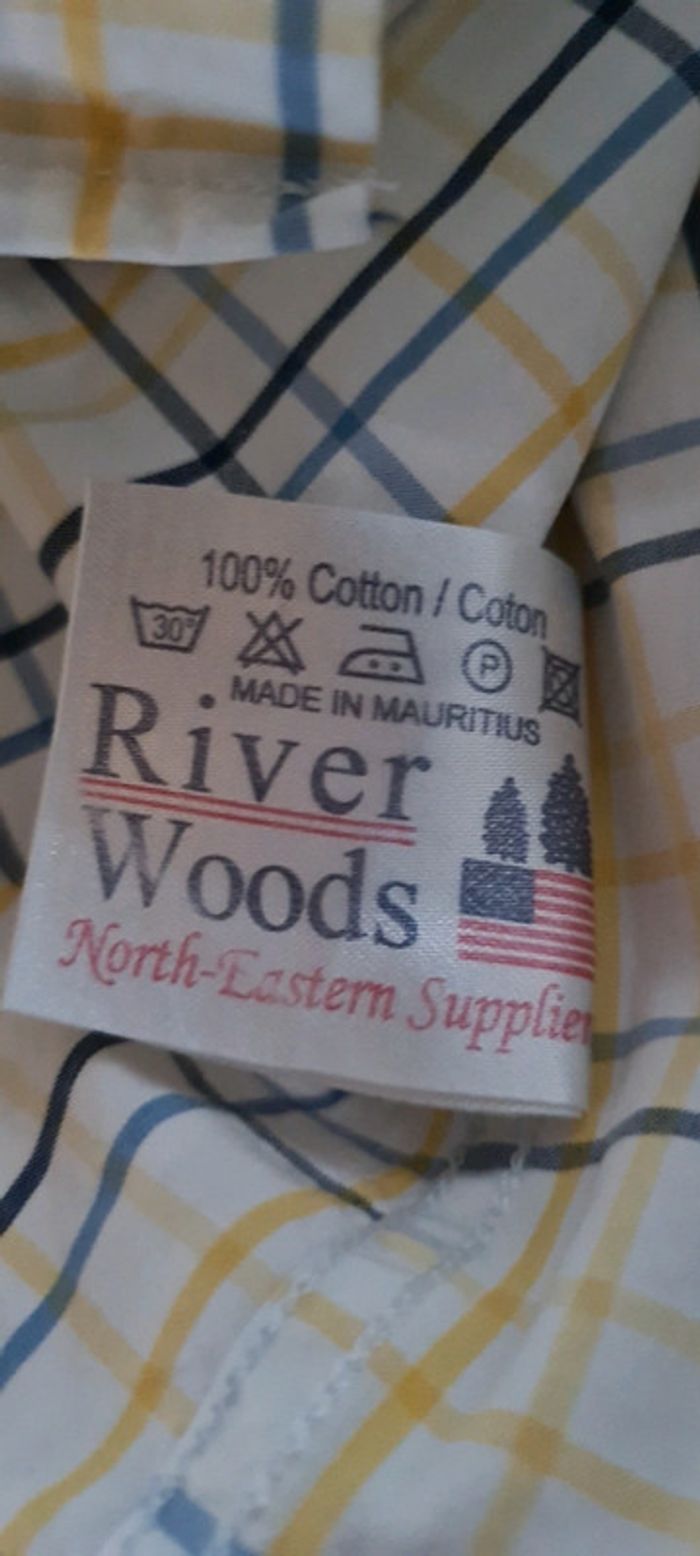 100% Cotton / Coton
30° P
MADE IN MAURITIUS
River
Woods
North-Eastern Supplier